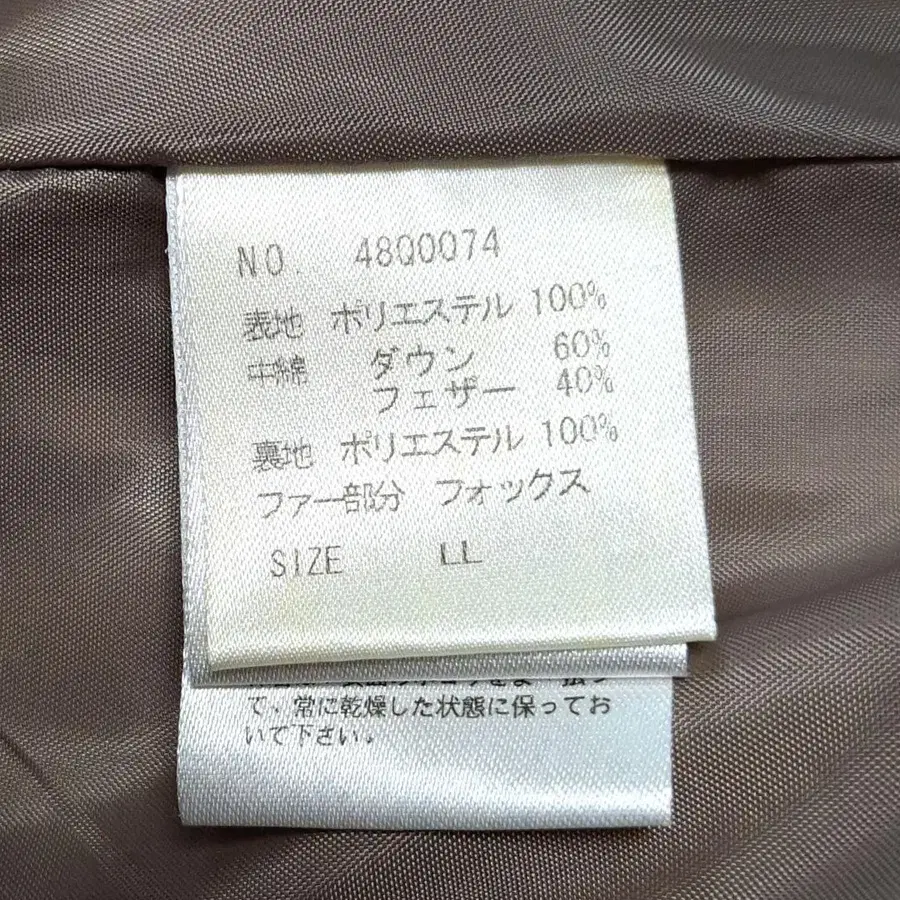 NO. 48Q0074
表地 ポリエステル 100%
中綿 ダウン 60%
フェザー 40%
裏地 ポリエステル 100%
ファー部分 フォックス
SIZE LL
て、常に乾燥した状態に保ってお
いて下さい。